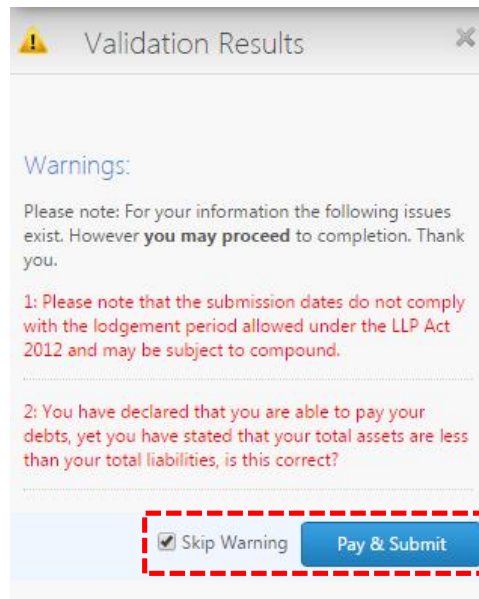 Validation Results
Warnings:
Please note: For your information the following issues
exist. However you may proceed to completion. Thank
you.
1: Please note that the submission dates do not comply
with the lodgement period allowed under the LLP Act
2012 and may be subject to compound.
2: You have declared that you are able to pay your
debts, yet you have stated that your total assets are less
than your total liabilities, is this correct?
Skip Warning Pay & Submit